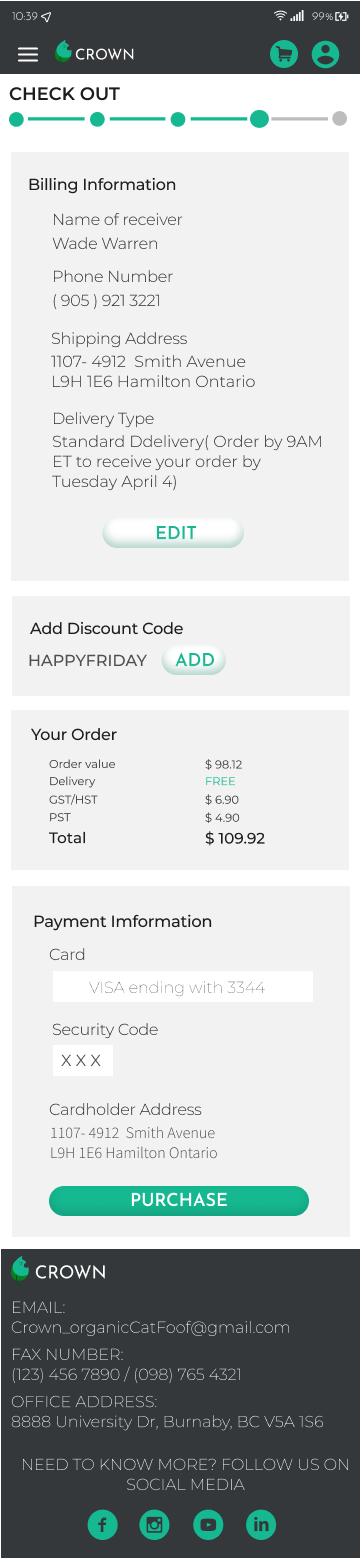 10:39 99%
CROWN
CHECK OUT
Billing Information
Name of receiver
Wade Warren
Phone Number
( 905 ) 921 3221
Shipping Address
1107- 4912 Smith Avenue
L9H 1E6 Hamilton Ontario
Delivery Type
Standard Ddelivery( Order by 9AM
ET to receive your order by
Tuesday April 4)
EDIT
Add Discount Code
HAPPYFRIDAY ADD
Your Order
Order value $ 98.12
Delivery FREE
GST/HST $ 6.90
PST $ 4.90
Total $ 109.92
Payment Imformation
Card
VISA ending with 3344
Security Code
X X X
Cardholder Address
1107- 4912 Smith Avenue
L9H 1E6 Hamilton Ontario
PURCHASE
CROWN
EMAIL:
Crown_organicCatFoof@gmail.com
FAX NUMBER:
(123) 456 7890 / (098) 765 4321
OFFICE ADDRESS:
8888 University Dr, Burnaby, BC V5A 1S6
NEED TO KNOW MORE? FOLLOW US ON
SOCIAL MEDIA